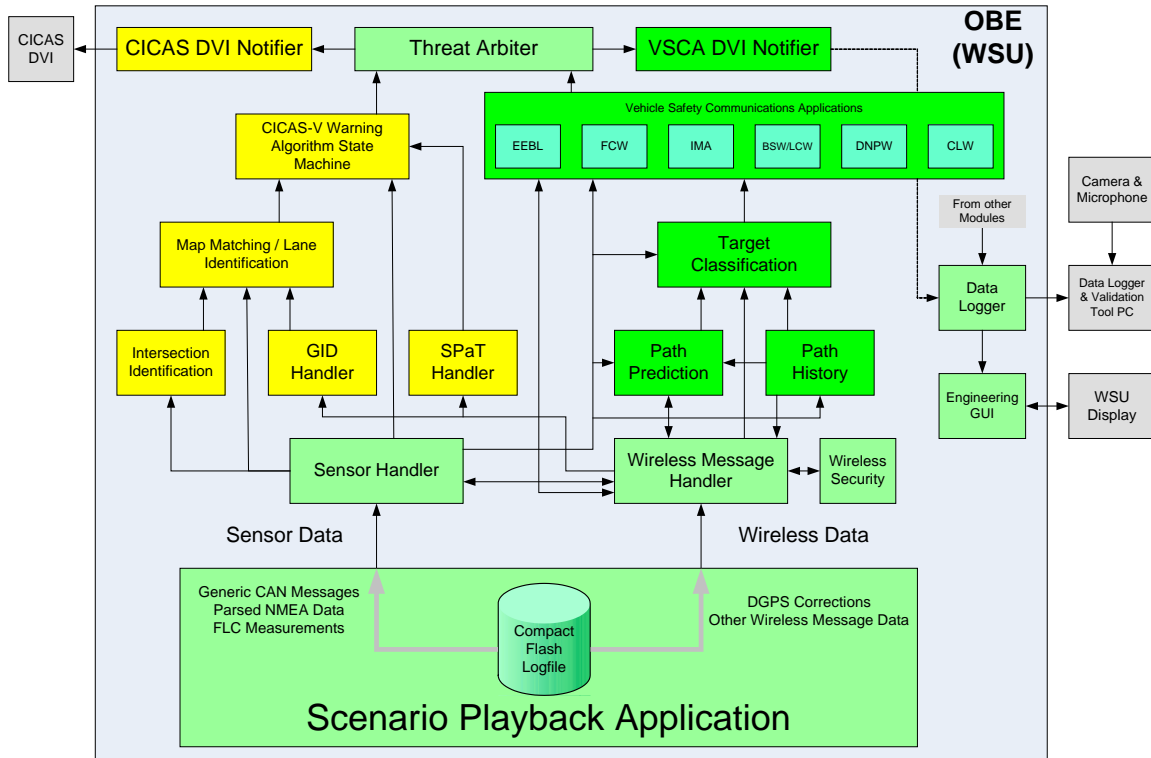 OBE
(WSU)
CICAS
DVI
CICAS DVI Notifier
Threat Arbiter
VSCA DVI Notifier
Vehicle Safety Communications Applications
EEBL
FCW
IMA
BSW/LCW
DNPW
CLW
CICAS-V Warning
Algorithm State
Machine
Camera &
Microphone
From other
Modules
Map Matching / Lane
Identification
Target
Classification
Data
Logger
Data Logger
& Validation
Tool PC
Intersection
Identification
GID
Handler
SPaT
Handler
Path
Prediction
Path
History
Engineering
GUI
WSU
Display
Sensor Handler
Wireless Message
Handler
Wireless
Security
Sensor Data
Wireless Data
Generic CAN Messages
Parsed NMEA Data
FLC Measurements
Compact
Flash
Logfile
DGPS Corrections
Other Wireless Message Data
Scenario Playback Application